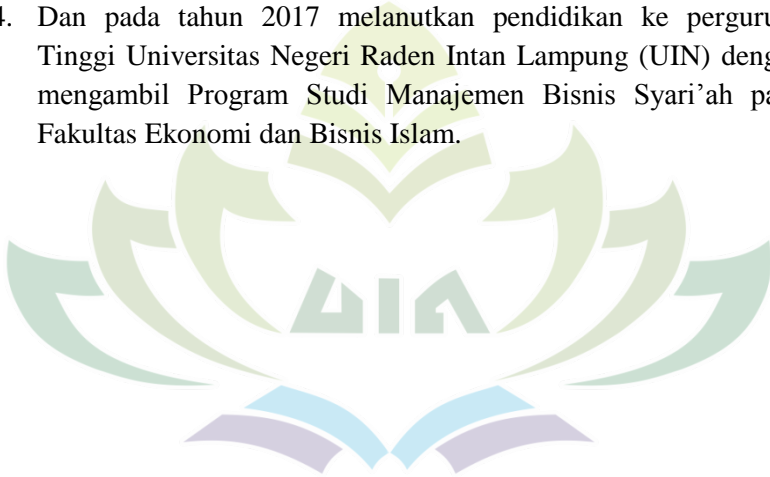 4. Dan pada tahun 2017 melanutkan pendidikan ke perguru
Tinggi Universitas Negeri Raden Intan Lampung (UIN) deng
mengambil Program Studi Manajemen Bisnis Syari’ah pa
Fakultas Ekonomi dan Bisnis Islam.
UIN